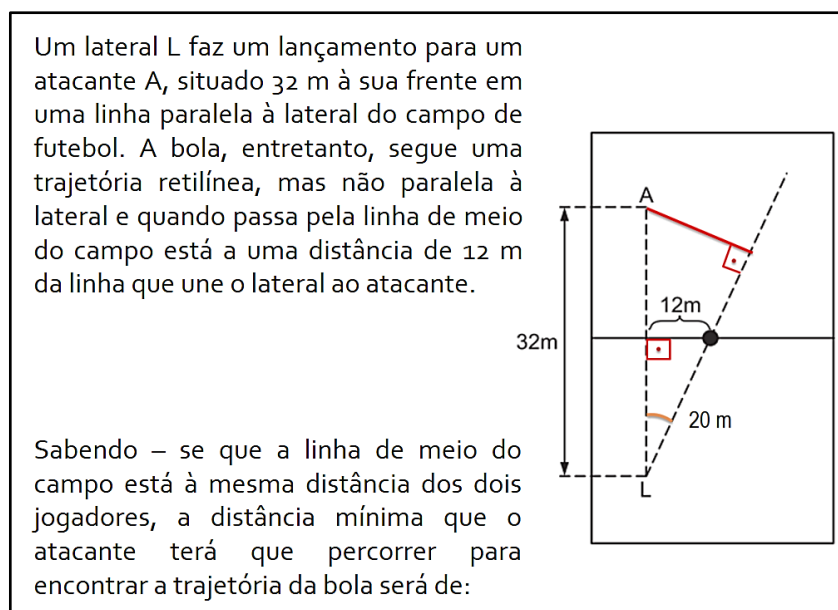 Um lateral L faz um lançamento para um
atacante A, situado 32 m à sua frente em
uma linha paralela à lateral do campo de
futebol. A bola, entretanto, segue uma
trajetória retilínea, mas não paralela à
lateral e quando passa pela linha de meio
do campo está a uma distância de 12 m
da linha que une o lateral ao atacante.
Sabendo – se que a linha de meio do
campo está à mesma distância dos dois
jogadores, a distância mínima que o
atacante terá que percorrer para
encontrar a trajetória da bola será de:
A
12m
32m
20 m
L